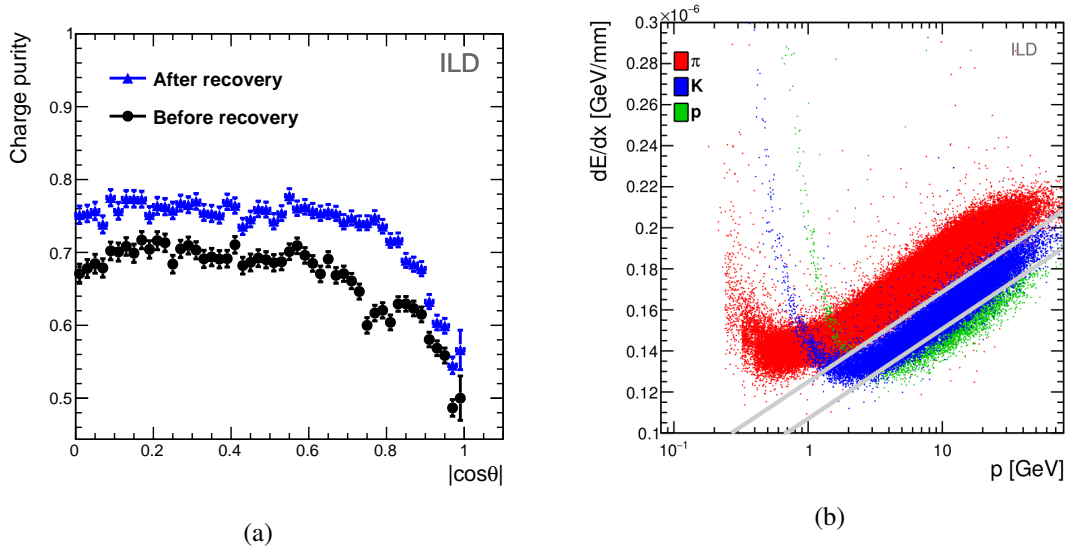 1
0.9
0.8
0.7
0.6
0.5
0
0.2
0.4
0.6
0.8
1
Charge purity
|cosθ|
ILD
After recovery
Before recovery
(a)
×10⁻⁶
0.3
0.28
0.26
0.24
0.22
0.2
0.18
0.16
0.14
0.12
0.1
10⁻¹
1
10
dE/dx [GeV/mm]
p [GeV]
ILD
π
K
p
(b)